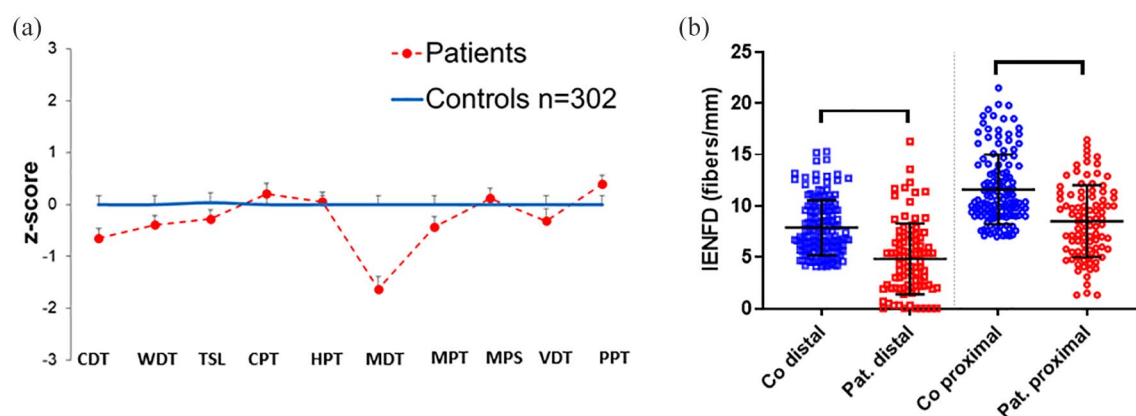 (a)
3
2
1
0
-1
-2
-3
z-score
Patients
Controls n=302
CDT WDT TSL CPT HPT MDT MPT MPS VDT PPT
(b)
25
20
15
10
5
0
IENFD (fibers/mm)
Co distal
Pat. distal
Co proximal
Pat. proximal